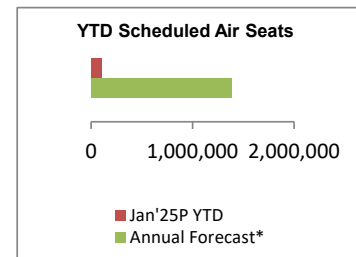 YTD Scheduled Air Seats
0 1,000,000 2,000,000
Jan'25P YTD
Annual Forecast*